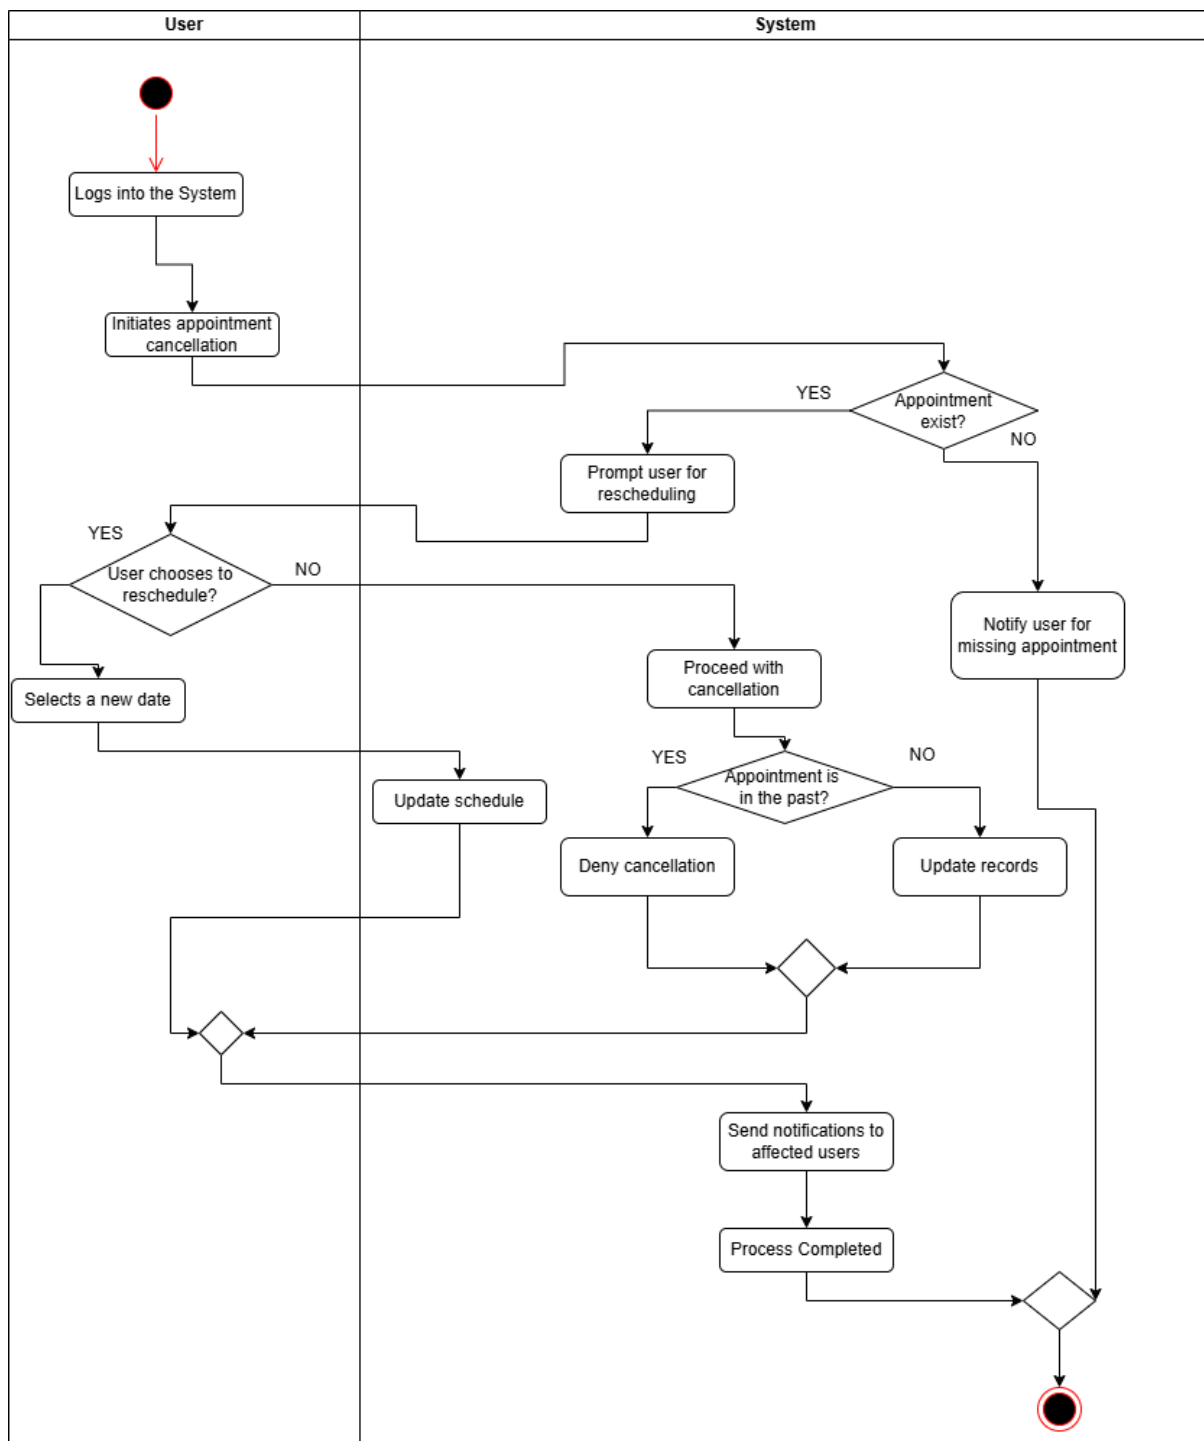 User
System
Logs into the System
Initiates appointment
cancellation
YES
Appointment
exist?
NO
Prompt user for
rescheduling
YES
User chooses to
reschedule?
NO
Notify user for
missing appointment
Proceed with
cancellation
Selects a new date
YES
Appointment is
in the past?
NO
Update schedule
Deny cancellation
Update records
Send notifications to
affected users
Process Completed